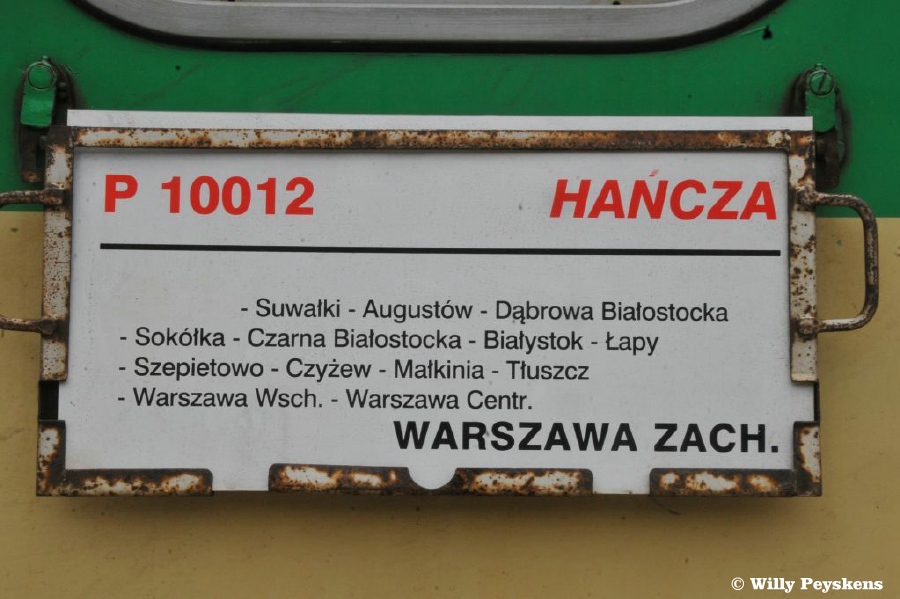 P 10012 HAŃCZA
- Suwałki - Augustów - Dąbrowa Białostocka
- Sokółka - Czarna Białostocka - Białystok - Łapy
- Szepietowo - Czyżew - Małkinia - Tłuszcz
- Warszawa Wsch. - Warszawa Centr.
WARSZAWA ZACH.
© Willy Peyskens